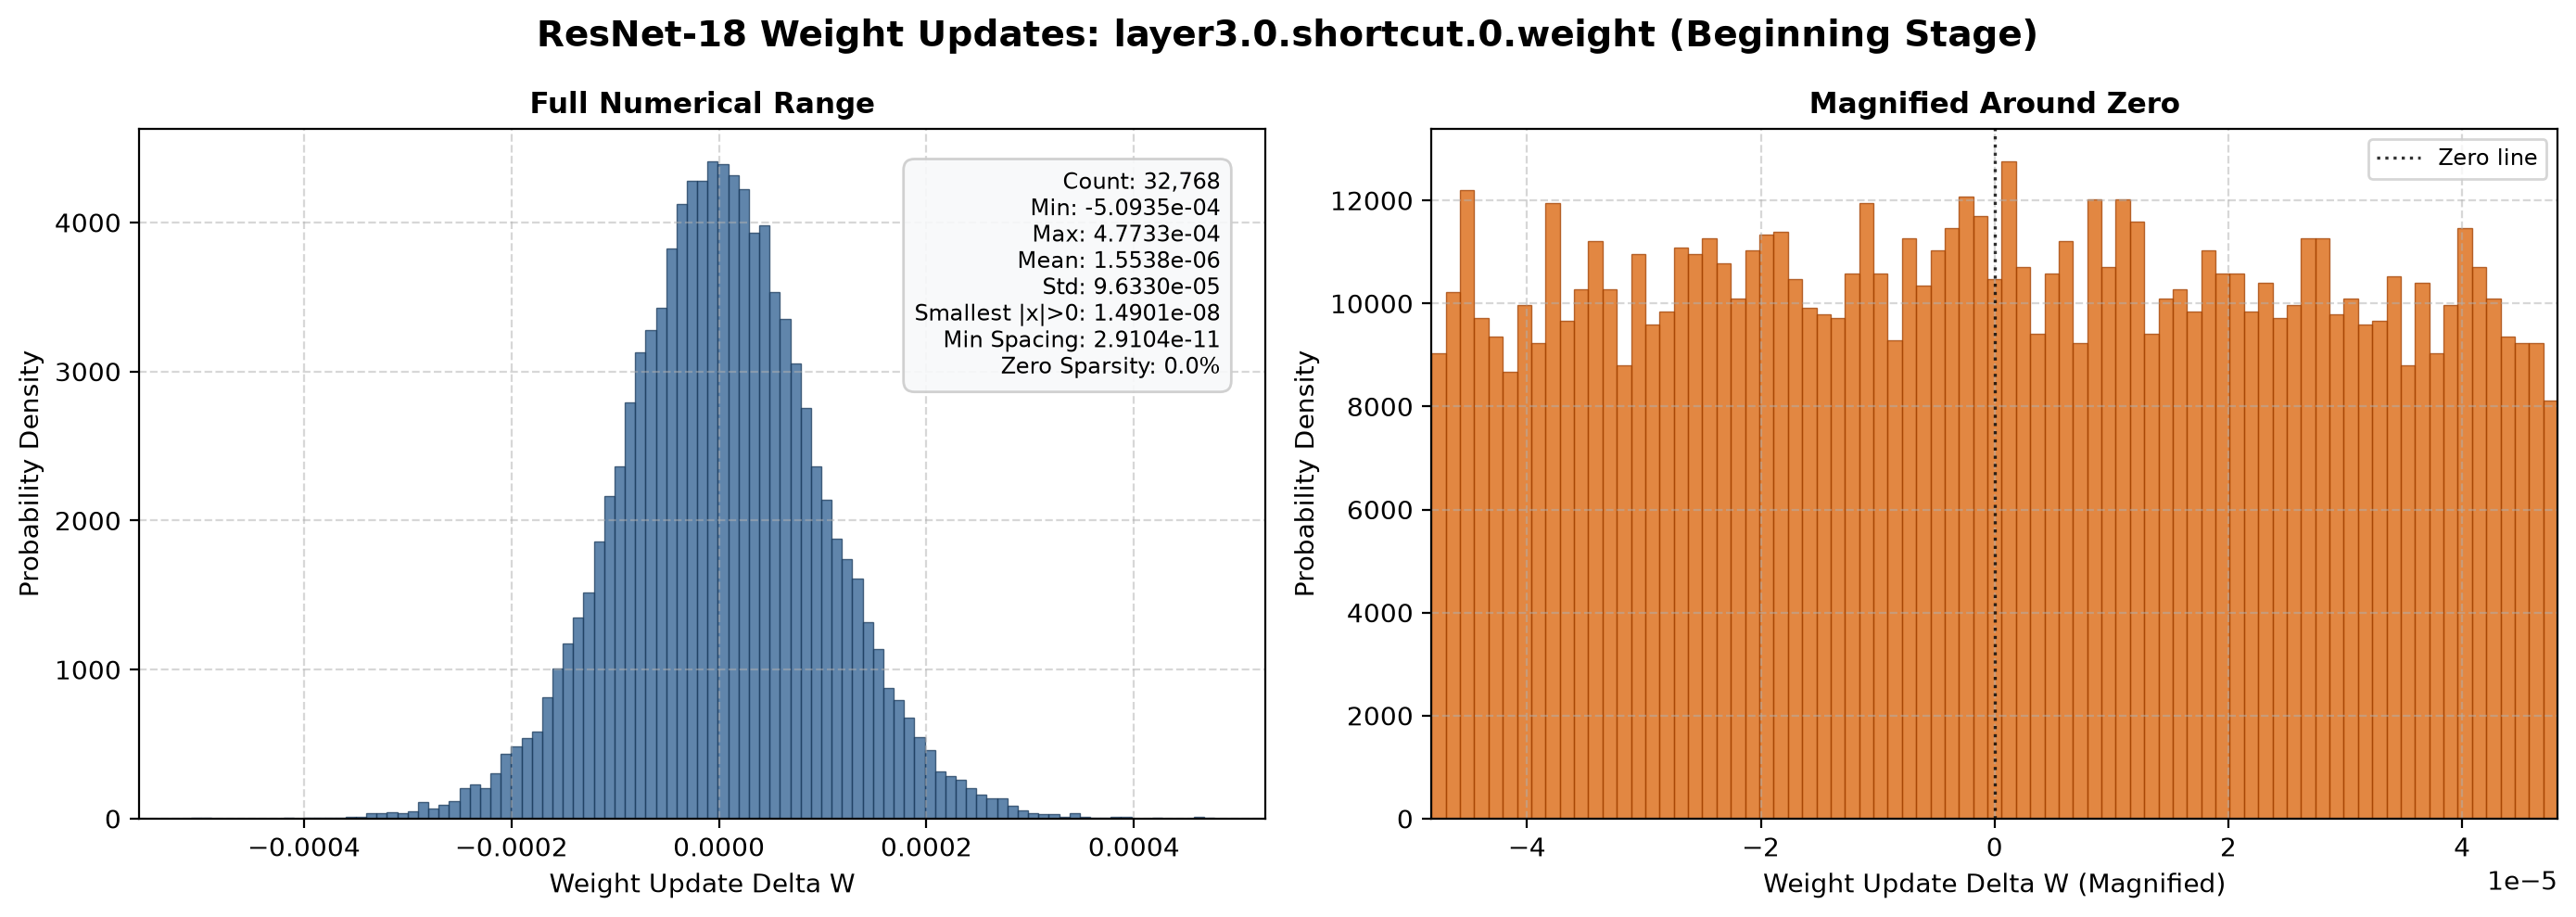 ResNet-18 Weight Updates: layer3.0.shortcut.0.weight (Beginning Stage)
Full Numerical Range
Probability Density
4000
3000
2000
1000
0
Count: 32,768
Min: -5.0935e-04
Max: 4.7733e-04
Mean: 1.5538e-06
Std: 9.6330e-05
Smallest |x|>0: 1.4901e-08
Min Spacing: 2.9104e-11
Zero Sparsity: 0.0%
−0.0004 −0.0002 0.0000 0.0002 0.0004
Weight Update Delta W
Magnified Around Zero
Probability Density
12000
10000
8000
6000
4000
2000
0
Zero line
−4 −2 0 2 4
1e−5
Weight Update Delta W (Magnified)